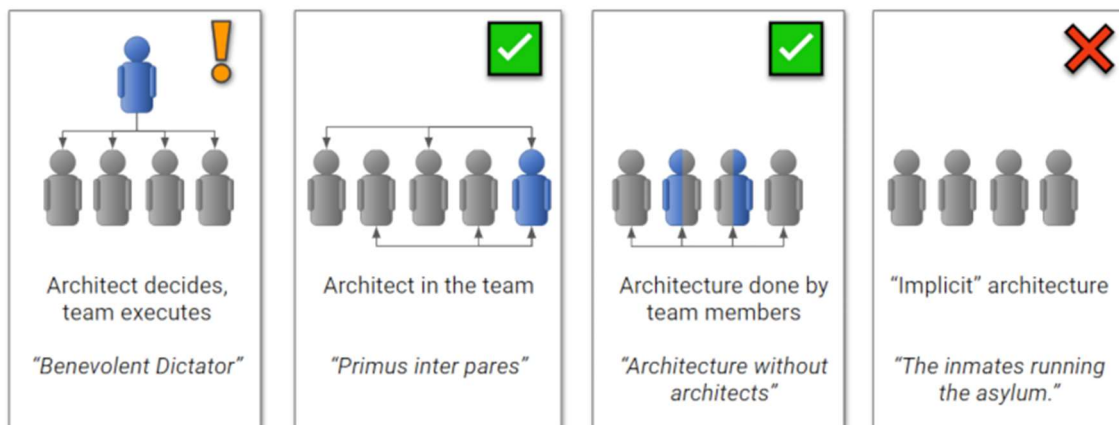 Architect decides,
team executes
"Benevolent Dictator"
Architect in the team
"Primus inter pares"
Architecture done by
team members
"Architecture without
architects"
"Implicit" architecture
"The inmates running
the asylum."